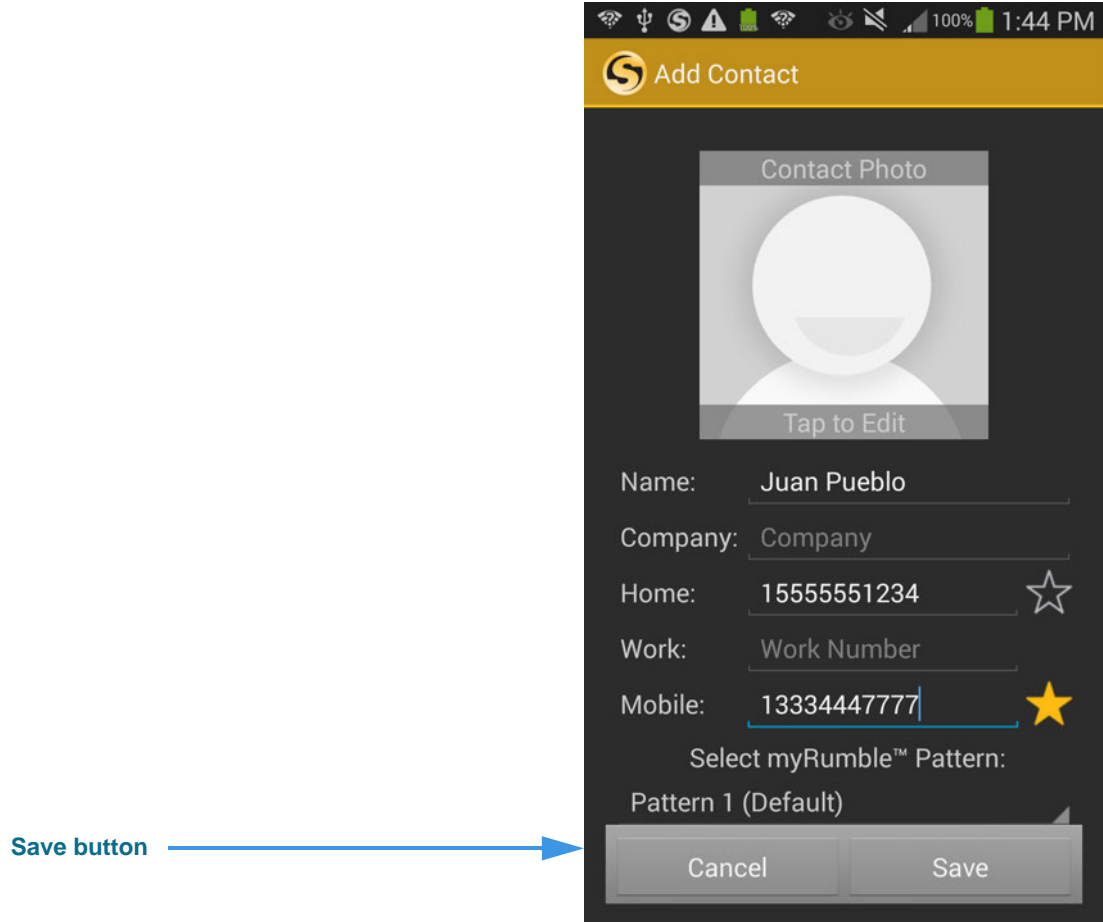 100% 100% 1:44 PM
S Add Contact
Contact Photo
Tap to Edit
Name: Juan Pueblo
Company: Company
Home: 15555551234
Work: Work Number
Mobile: 13334447777
Select myRumble™ Pattern:
Pattern 1 (Default)
Save button
Cancel Save